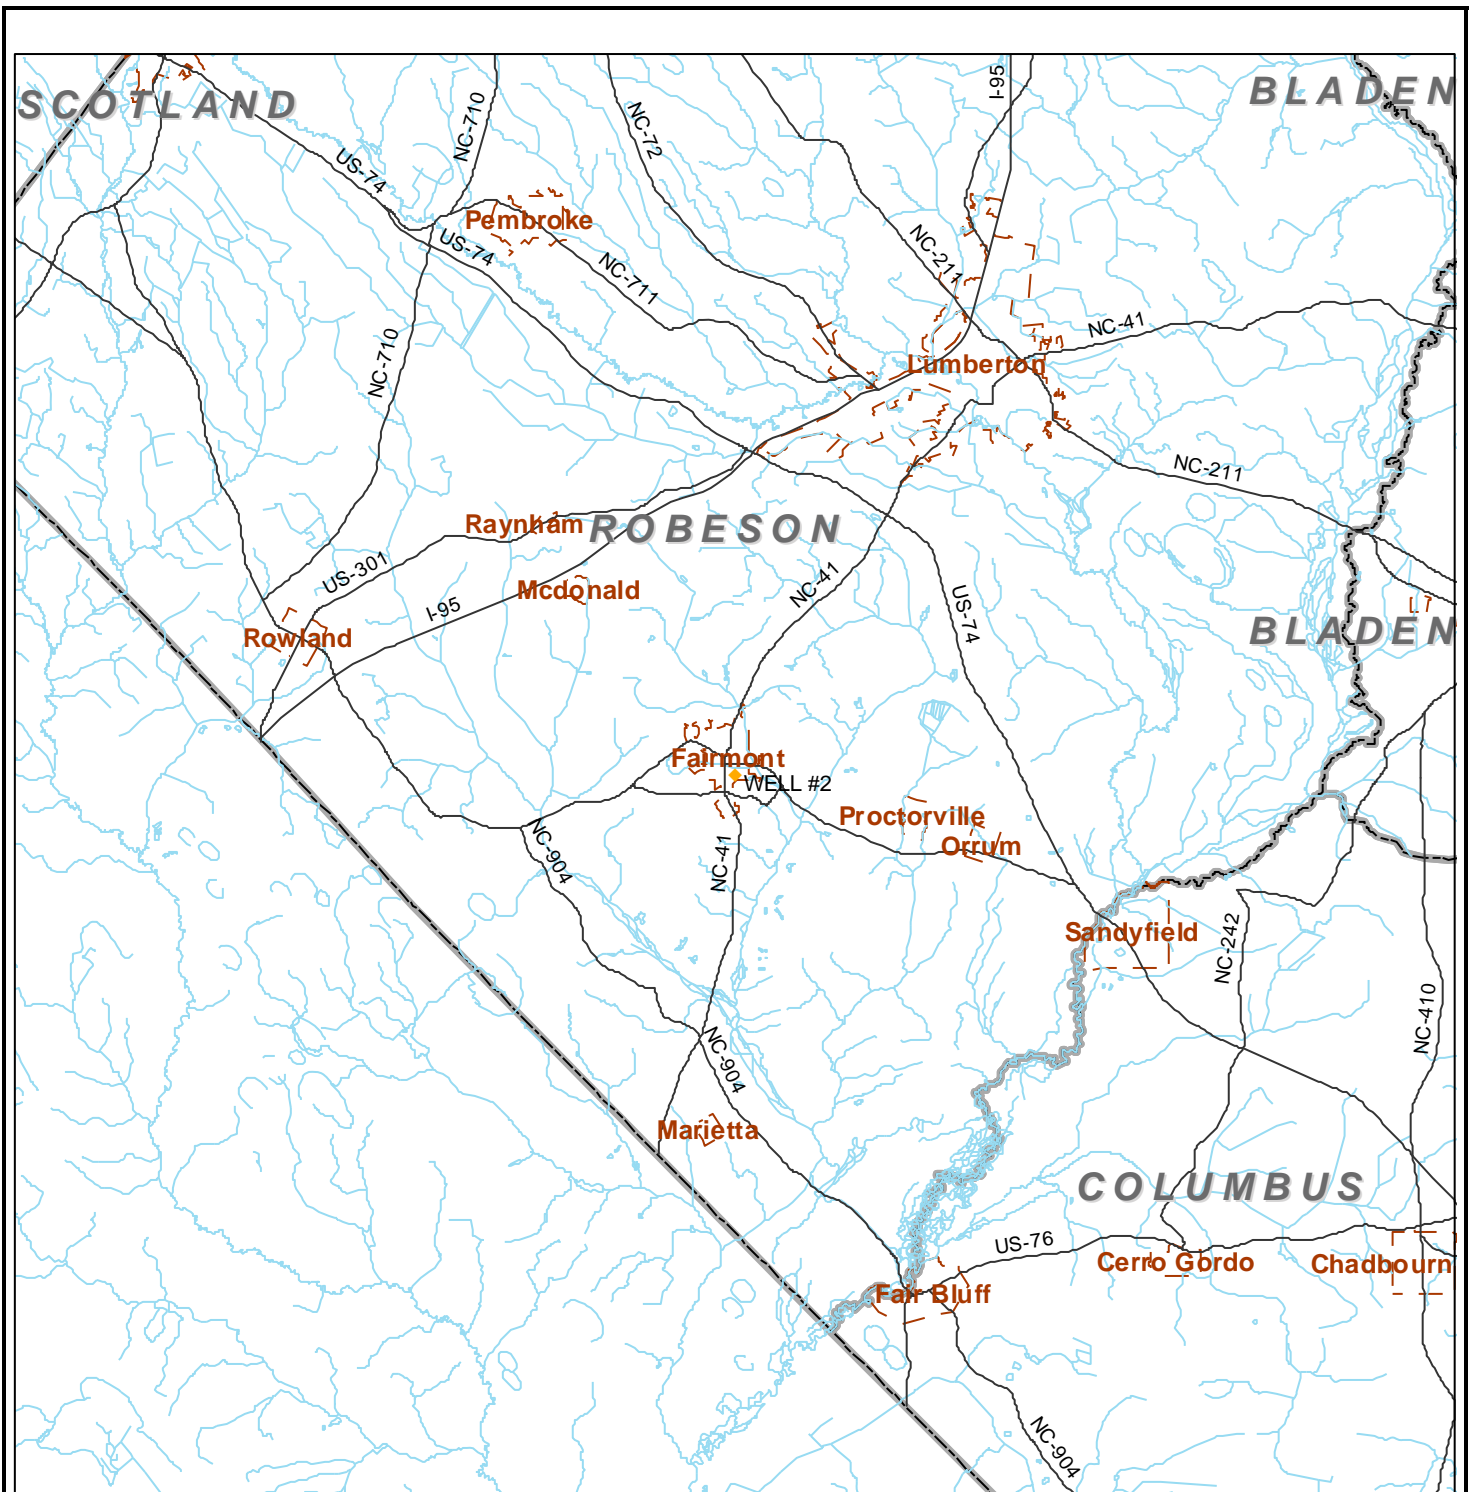 SCOTLAND
BLADEN
I-95
NC-710
NC-72
US-74
Pembroke
US-74
NC-711
NC-211
NC-41
NC-710
Lumberton
NC-211
Raynham
ROBESON
US-301
Mcdonald
NC-41
I-95
US-74
Rowland
BLADEN
Fairmont
WELL #2
Proctorville
Orrum
NC-904
NC-41
Sandyfield
NC-242
NC-410
NC-904
Marietta
COLUMBUS
US-76
Cerro Gordo
Chadbourn
Fair Bluff
NC-904